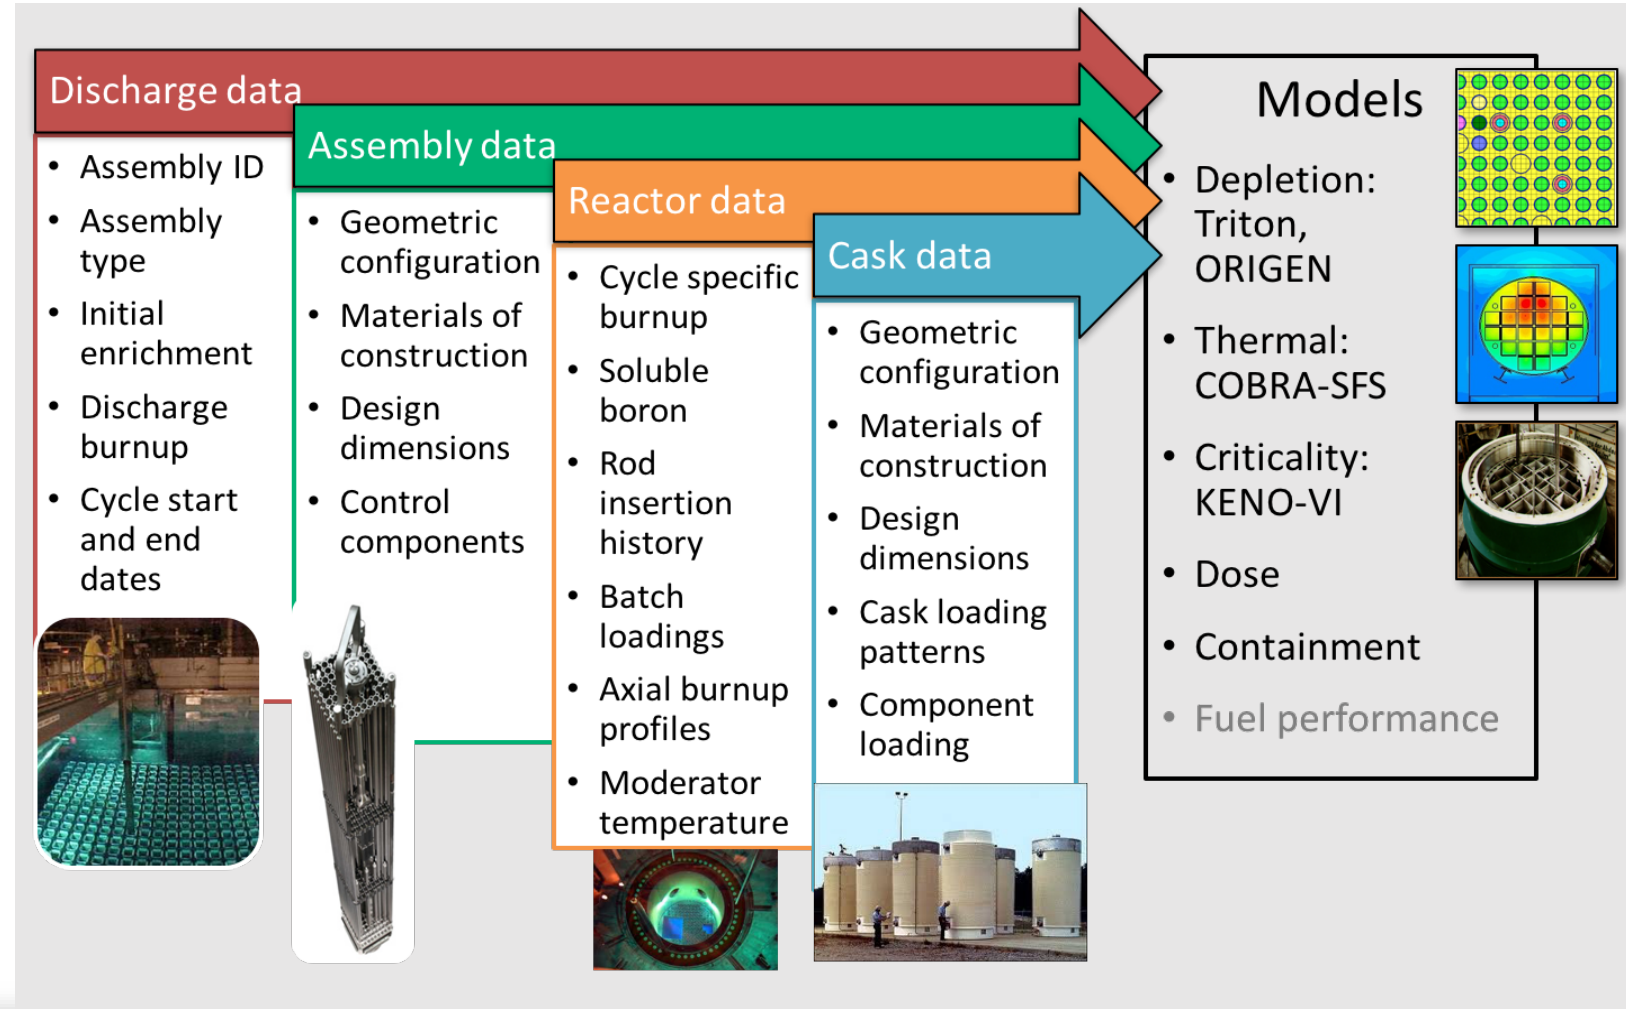 Discharge data
• Assembly ID
• Assembly
type
• Initial
enrichment
• Discharge
burnup
• Cycle start
and end
dates
Assembly data
• Geometric
configuration
• Materials of
construction
• Design
dimensions
• Control
components
Reactor data
• Cycle specific
burnup
• Soluble
boron
• Rod
insertion
history
• Batch
loadings
• Axial burnup
profiles
• Moderator
temperature
Cask data
• Geometric
configuration
• Materials of
construction
• Design
dimensions
• Cask loading
patterns
• Component
loading
Models
• Depletion:
Triton,
ORIGEN
• Thermal:
COBRA-SFS
• Criticality:
KENO-VI
• Dose
• Containment
• Fuel performance